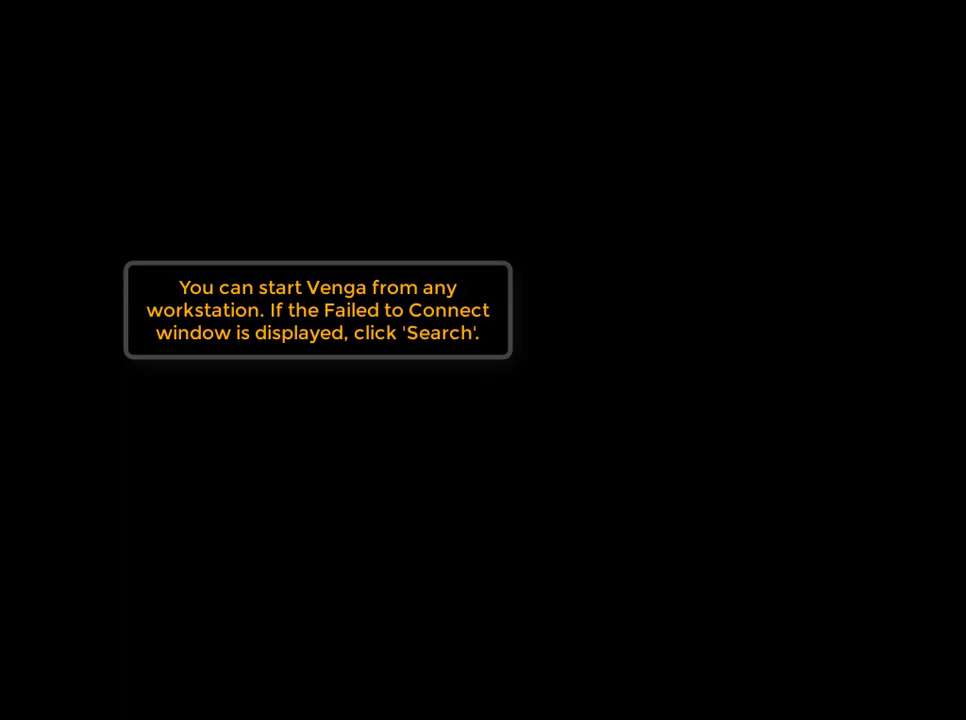 You can start Venga from any
workstation. If the Failed to Connect
window is displayed, click 'Search'.